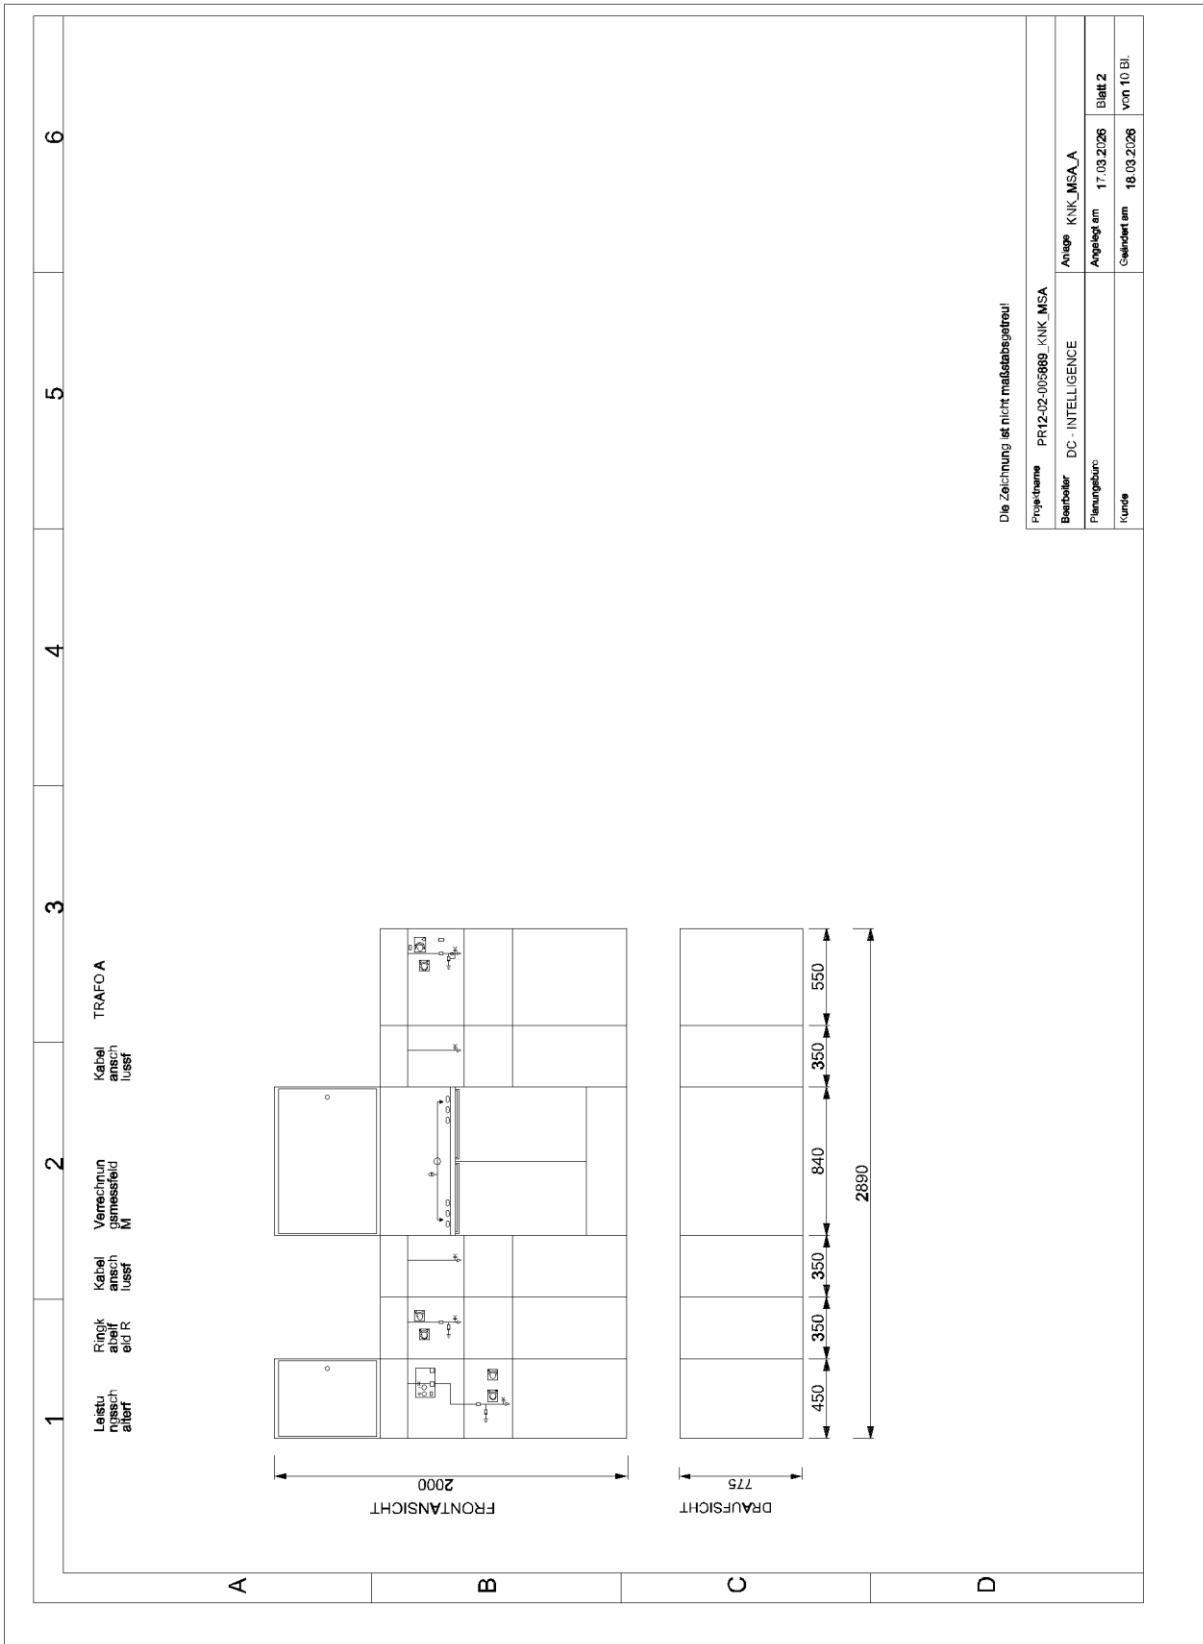 1
2
3
4
5
6
A
B
C
D
Leistu
ngssch
alterf
Ringk
abelf
eld R
Kabel
ansch
lussf
Verrechnun
gsmessfeld
M
Kabel
ansch
lussf
TRAFO A
FRONTANSICHT
2000
DRAUFSICHT
775
450
350
350
840
350
550
2890
Die Zeichnung ist nicht maßstabsgetreu!
Projektname PR12-02-005869_KNK_MSA
Bearbeiter DC - INTELLIGENCE Anlage KNK_MSA_A
Planungsbüro Angelegt am 17.03.2026 Blatt 2
Kunde Geändert am 18.03.2026 von 10 Bl.